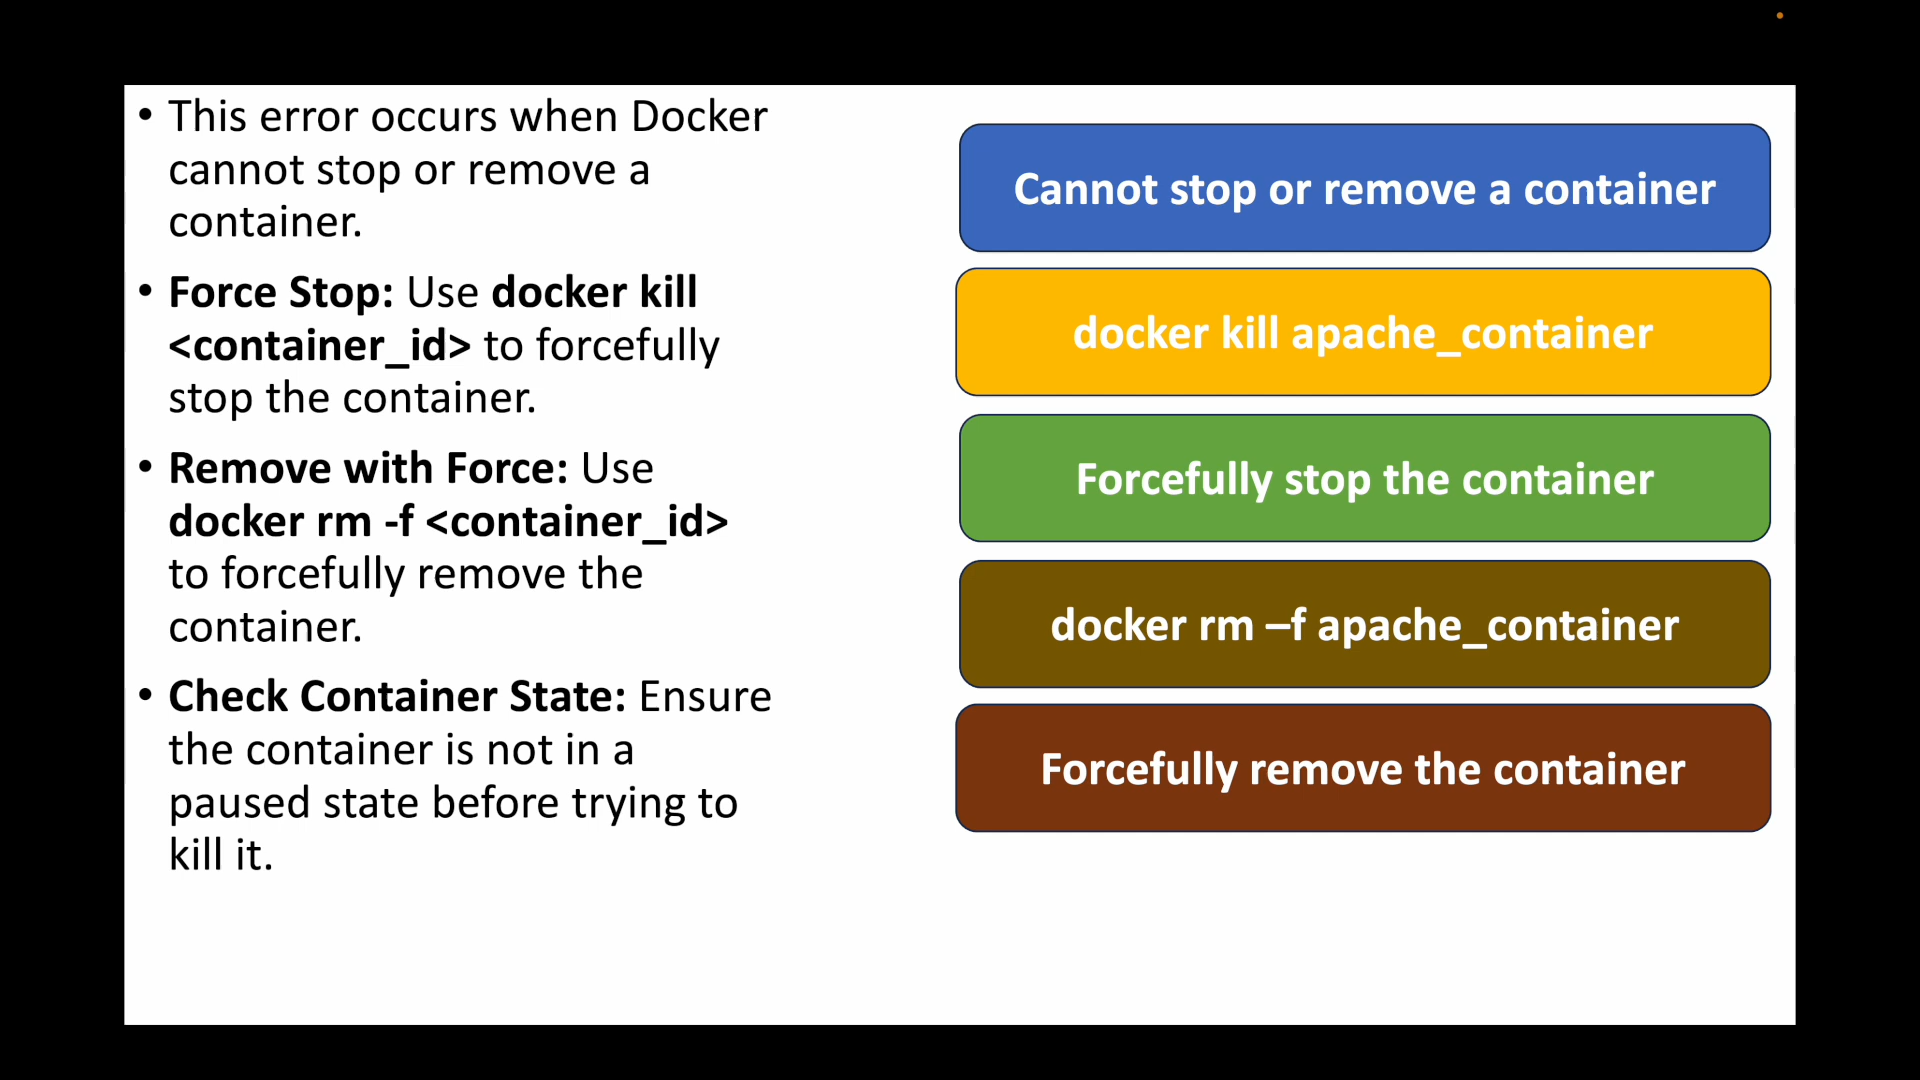 • This error occurs when Docker
cannot stop or remove a
container.
• Force Stop: Use docker kill
<container_id> to forcefully
stop the container.
• Remove with Force: Use
docker rm -f <container_id>
to forcefully remove the
container.
• Check Container State: Ensure
the container is not in a
paused state before trying to
kill it.
Cannot stop or remove a container
docker kill apache_container
Forcefully stop the container
docker rm –f apache_container
Forcefully remove the container